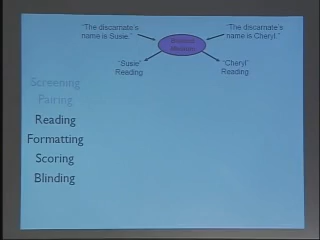 "The discarnate's
name is Susie."
"The discarnate's
name is Cheryl."
"Susie"
Reading
"Cheryl"
Reading
Screening
Pairing
Reading
Formatting
Scoring
Blinding